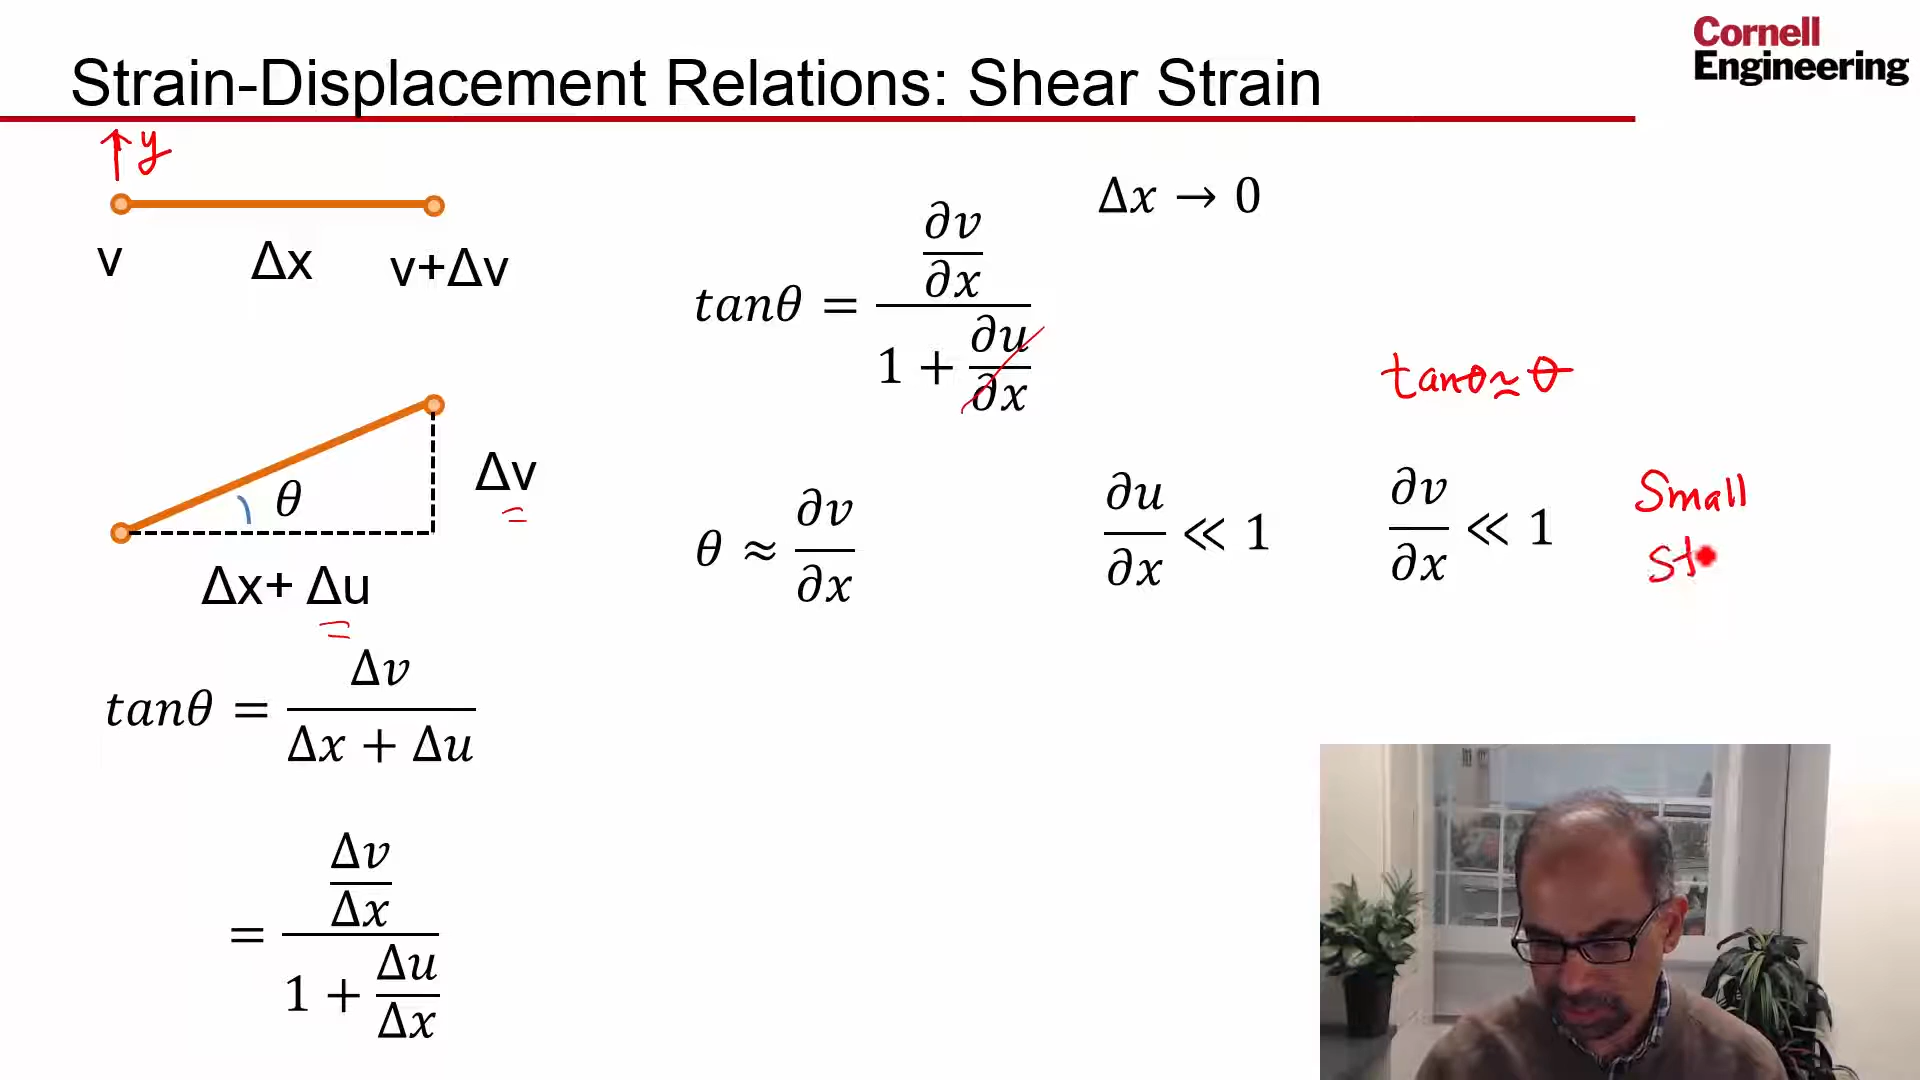 Cornell
Engineering
Strain-Displacement Relations: Shear Strain
y
v Δx v+Δv
Δx → 0
tanθ = (∂v/∂x) / (1 + ∂u/∂x)
tanθ ≈ θ
θ
Δv
Δx+ Δu
θ ≈ ∂v/∂x
∂u/∂x ≪ 1
∂v/∂x ≪ 1
Small
st
tanθ = Δv / (Δx + Δu)
= (Δv/Δx) / (1 + Δu/Δx)